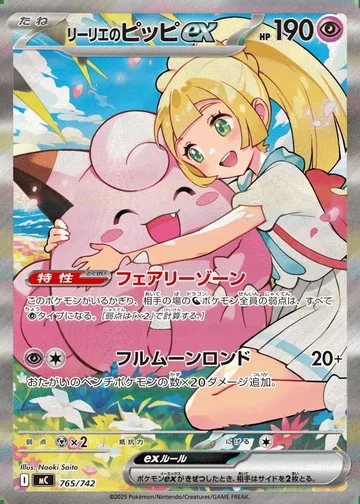 たね リーリエのピッピex HP190
特性 とくせい フェアリーゾーン
このポケモンがいるかぎり、相手の場のポケモン全員の弱点は、すべて
タイプになる。[弱点は[×2]で計算する。]
フルムーンロンド 20+
おたがいのベンチポケモンの数×20ダメージ追加。
弱点 ×2 抵抗力 にげる
exルール
ポケモンexがきぜつしたとき、相手はサイドを2枚とる。
Illus. Naoki Saito
I MC 765/742
©2025 Pokémon/Nintendo/Creatures/GAME FREAK.